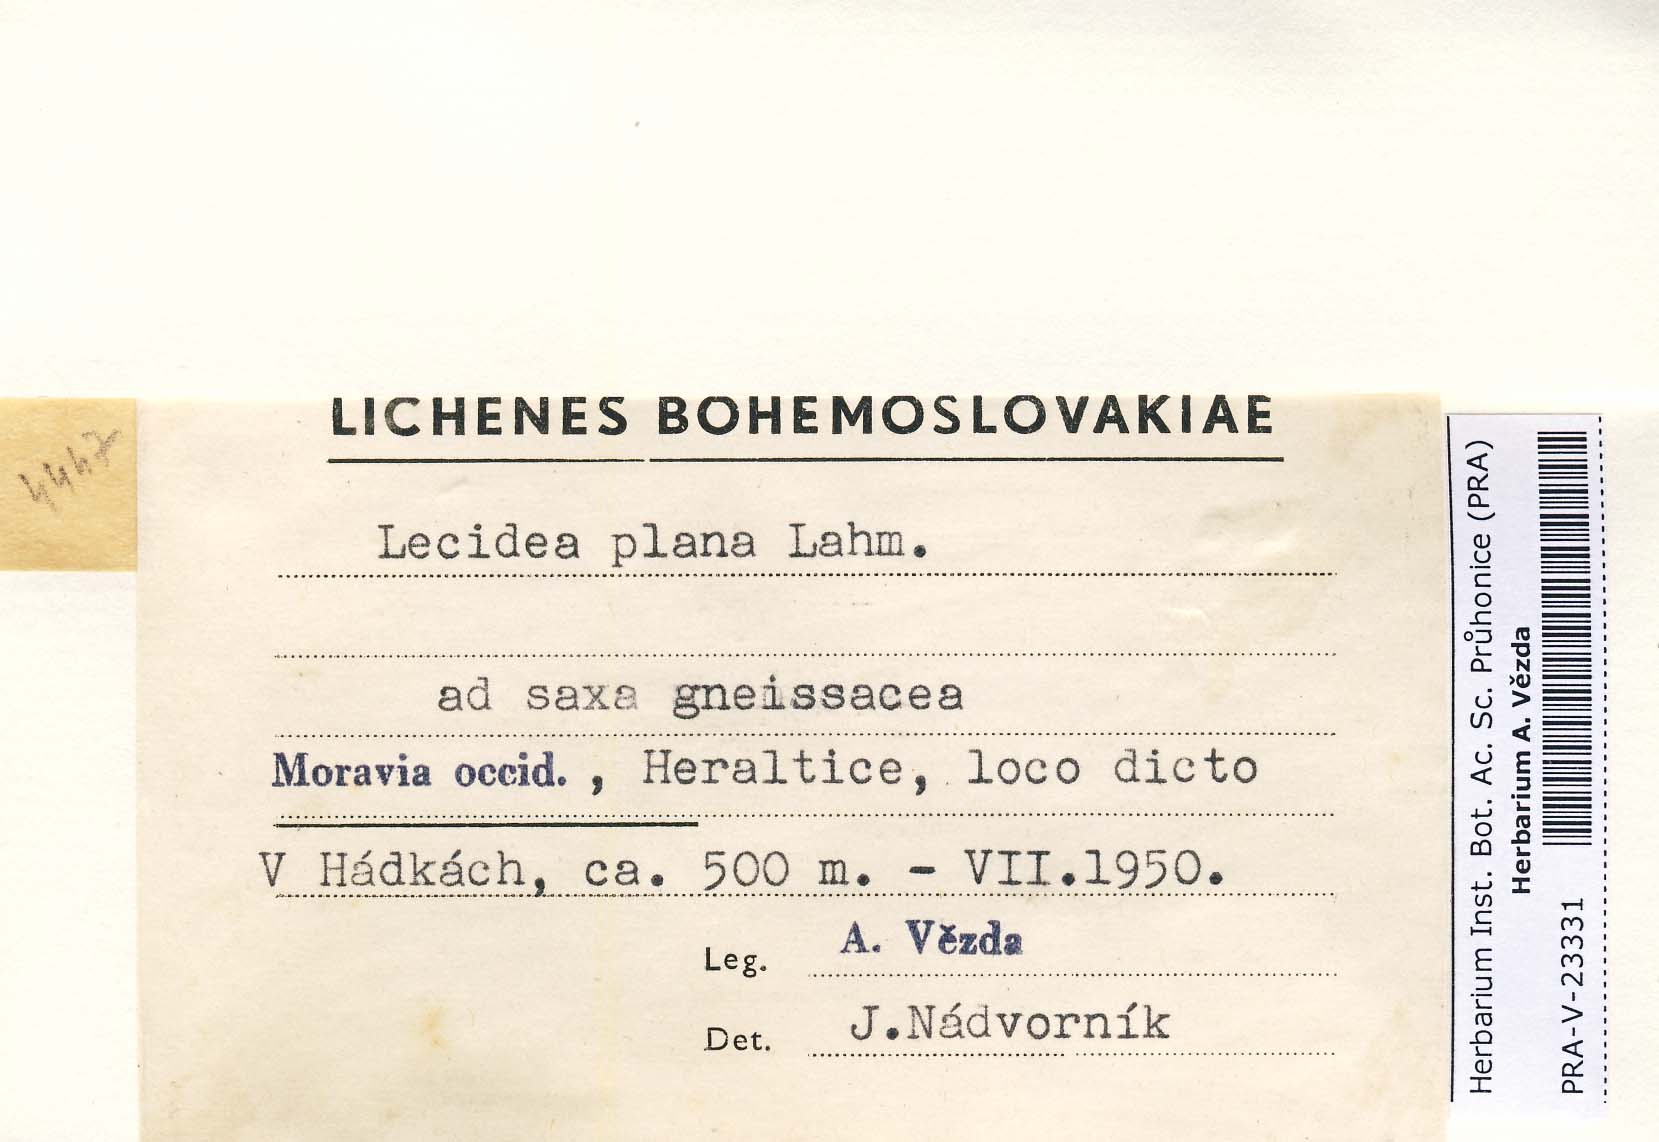 LICHENES BOHEMOSLOVAKIAE
Lecidea plana Lahm.
ad saxa gneissacea
Moravia occid. , Heraltice, loco dicto
V Hádkách, ca. 500 m. - VII.1950.
Leg. A. Vězda
Det. J.Nádvorník
4447
Herbarium Inst. Bot. Ac. Sc. Průhonice (PRA)
Herbarium A. Vězda
PRA-V-23331